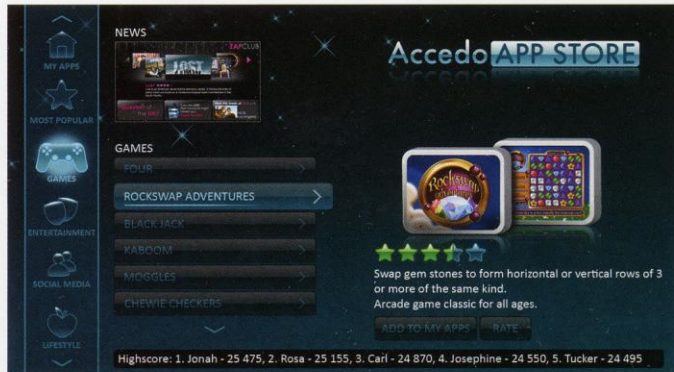 MY APPS
MOST POPULAR
GAMES
ENTERTAINMENT
SOCIAL MEDIA
LIFESTYLE
NEWS
ZAPCLUB
LOST
GAMES
FOUR
ROCKSWAP ADVENTURES
BLACK JACK
KABOOM
MOGGLES
CHEWIE CHECKERS
Accedo APP STORE
Rockswap
Swap gem stones to form horizontal or vertical rows of 3
or more of the same kind.
Arcade game classic for all ages.
ADD TO MY APPS
RATE
Highscore: 1. Jonah - 25 475, 2. Rosa - 25 155, 3. Carl - 24 870, 4. Josephine - 24 550, 5. Tucker - 24 495